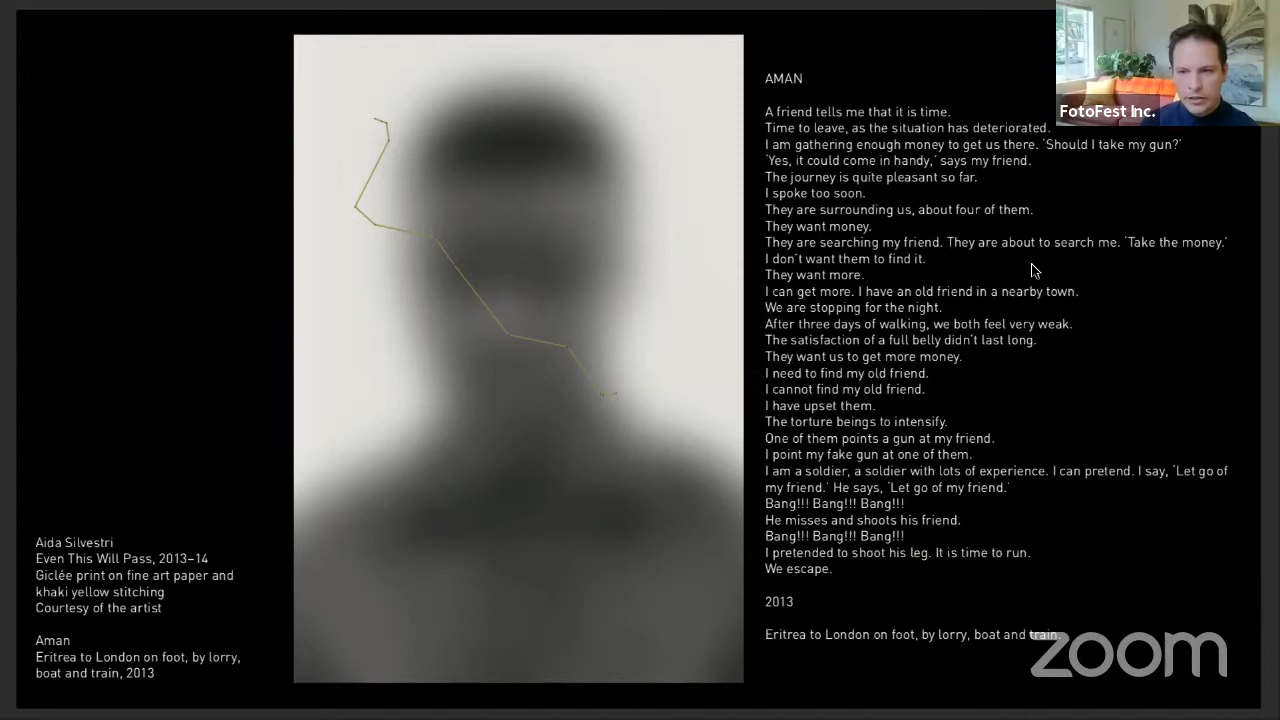 FotoFest Inc.
AMAN
A friend tells me that it is time.
Time to leave, as the situation has deteriorated.
I am gathering enough money to get us there. ‘Should I take my gun?’
‘Yes, it could come in handy,’ says my friend.
The journey is quite pleasant so far.
I spoke too soon.
They are surrounding us, about four of them.
They want money.
They are searching my friend. They are about to search me. ‘Take the money.’
I don’t want them to find it.
They want more.
I can get more. I have an old friend in a nearby town.
We are stopping for the night.
After three days of walking, we both feel very weak.
The satisfaction of a full belly didn’t last long.
They want us to get more money.
I need to find my old friend.
I cannot find my old friend.
I have upset them.
The torture beings to intensify.
One of them points a gun at my friend.
I point my fake gun at one of them.
I am a soldier, a soldier with lots of experience. I can pretend. I say, ‘Let go of
my friend.’ He says, ‘Let go of my friend.’
Bang!!! Bang!!! Bang!!!
He misses and shoots his friend.
Bang!!! Bang!!! Bang!!!
I pretended to shoot his leg. It is time to run.
We escape.
2013
Eritrea to London on foot, by lorry, boat and train.
Aida Silvestri
Even This Will Pass, 2013–14
Giclée print on fine art paper and
khaki yellow stitching
Courtesy of the artist
Aman
Eritrea to London on foot, by lorry,
boat and train, 2013
zoom